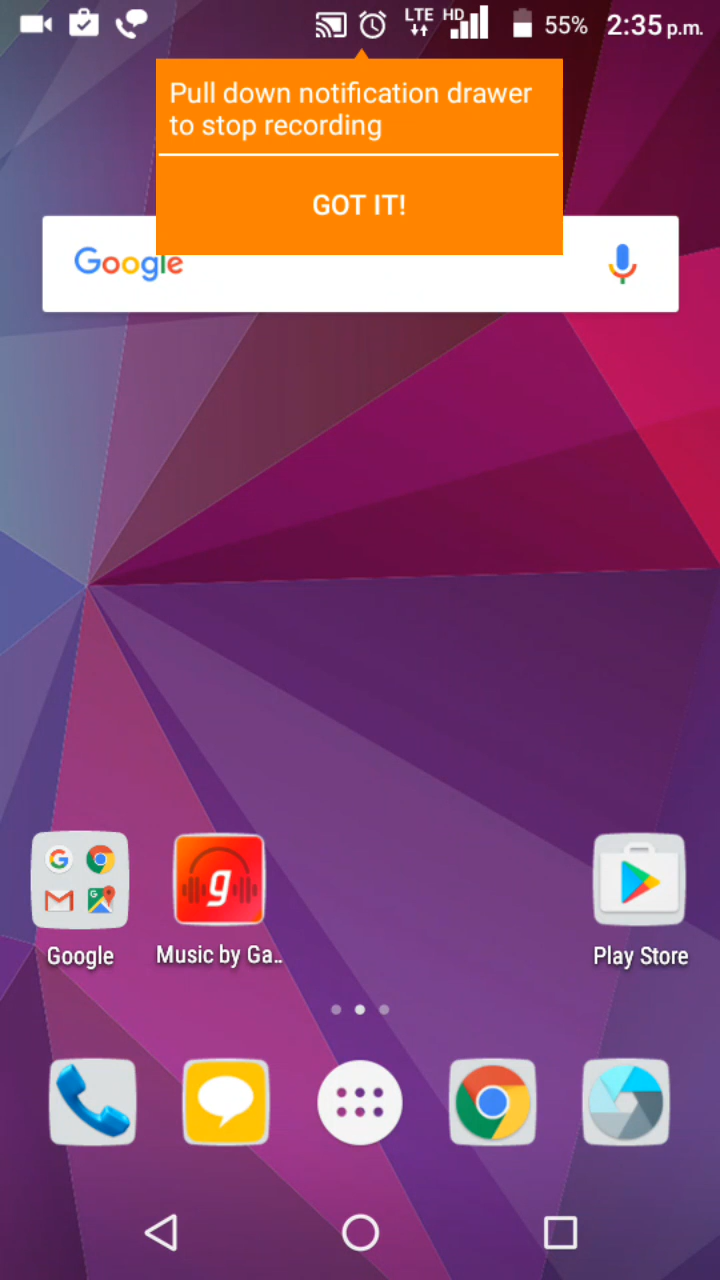 LTE HD 55% 2:35 p.m.
Pull down notification drawer
to stop recording
GOT IT!
Google
Google
Music by Ga..
Play Store